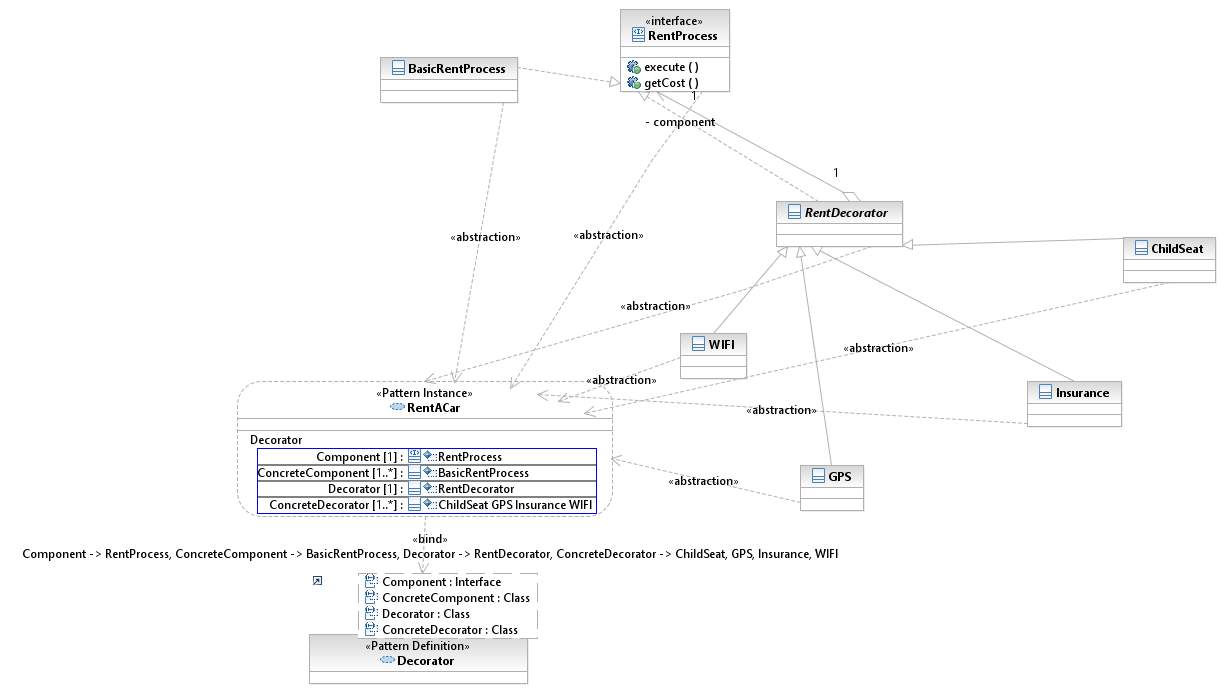 «interface»
RentProcess
execute ( )
getCost ( )
BasicRentProcess
1
- component
1
RentDecorator
ChildSeat
«abstraction»
«abstraction»
«abstraction»
WIFI
«abstraction»
«abstraction»
«Pattern Instance»
RentACar
Insurance
«abstraction»
Decorator
Component [1] : RentProcess
ConcreteComponent [1..*] : BasicRentProcess
Decorator [1] : RentDecorator
ConcreteDecorator [1..*] : ChildSeat GPS Insurance WIFI
GPS
«abstraction»
«bind»
Component -> RentProcess, ConcreteComponent -> BasicRentProcess, Decorator -> RentDecorator, ConcreteDecorator -> ChildSeat, GPS, Insurance, WIFI
Component : Interface
ConcreteComponent : Class
Decorator : Class
ConcreteDecorator : Class
«Pattern Definition»
Decorator